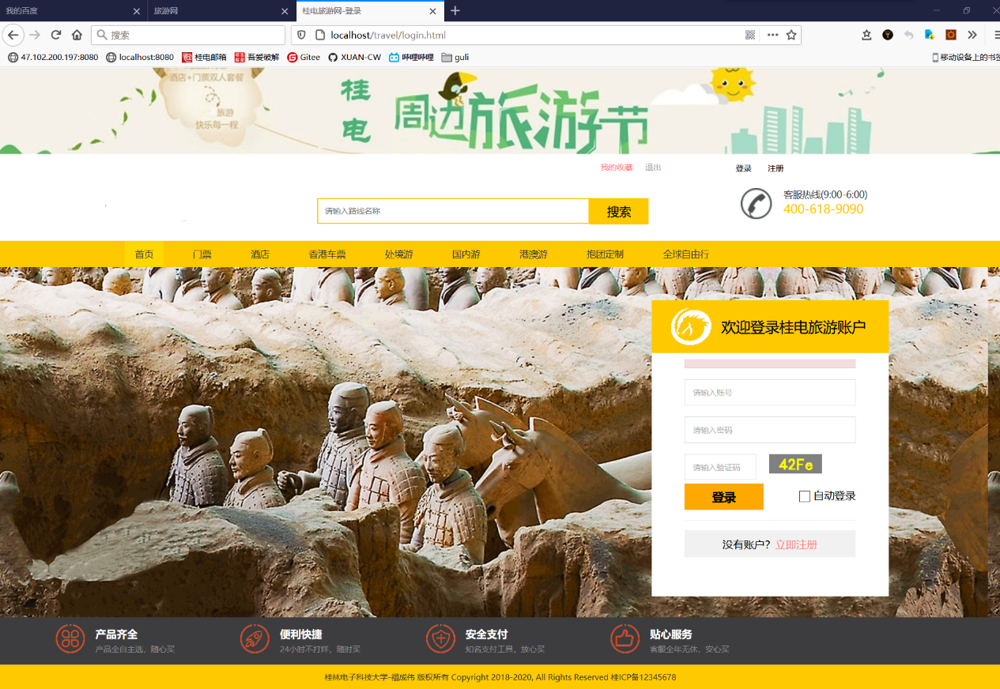 我的百度
旅游网
桂电旅游网-登录
搜索
localhost/travel/login.html
47.102.200.197:8080
localhost:8080
桂电邮箱
吾爱破解
Gitee
XUAN-CW
哔哩哔哩
guli
移动设备上的书签
酒店+门票双人套餐
旅游
快乐每一程
桂电
周边旅游节
我的收藏 退出
登录 注册
请输入路线名称
搜索
客服热线(9:00-6:00)
400-618-9090
首页 门票 酒店 香港车票 处境游 国内游 港澳游 抱团定制 全球自由行
欢迎登录桂电旅游账户
请输入账号
请输入密码
请输入验证码
42Fe
登录
自动登录
没有账户?立即注册
产品齐全
产品全自主选，随心买
便利快捷
24小时不打烊，随时买
安全支付
知名支付工具，放心买
贴心服务
客服全年无休，安心买
桂林电子科技大学-禤成伟 版权所有 Copyright 2018-2020, All Rights Reserved 桂ICP备12345678